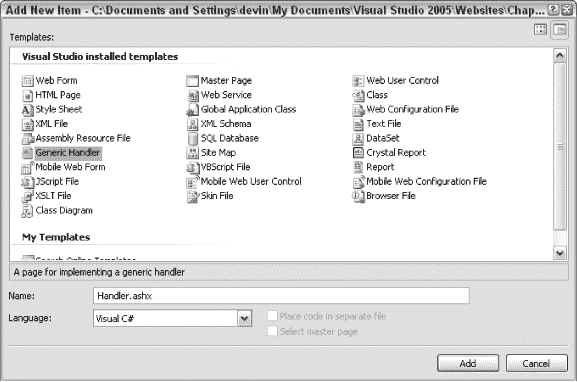 Add New Item - C:\Documents and Settings\devin\My Documents\Visual Studio 2005\Websites\Chap...
Templates:
Visual Studio installed templates
Web Form Master Page Web User Control
HTML Page Web Service Class
Style Sheet Global Application Class Web Configuration File
XML File XML Schema Text File
Assembly Resource File SQL Database DataSet
Generic Handler Site Map Crystal Report
Mobile Web Form VBScript File Report
JScript File Mobile Web User Control Mobile Web Configuration File
XSLT File Skin File Browser File
Class Diagram
My Templates
Search Online Templates
A page for implementing a generic handler
Name: Handler.ashx
Language: Visual C# Place code in separate file
Select master page
Add Cancel